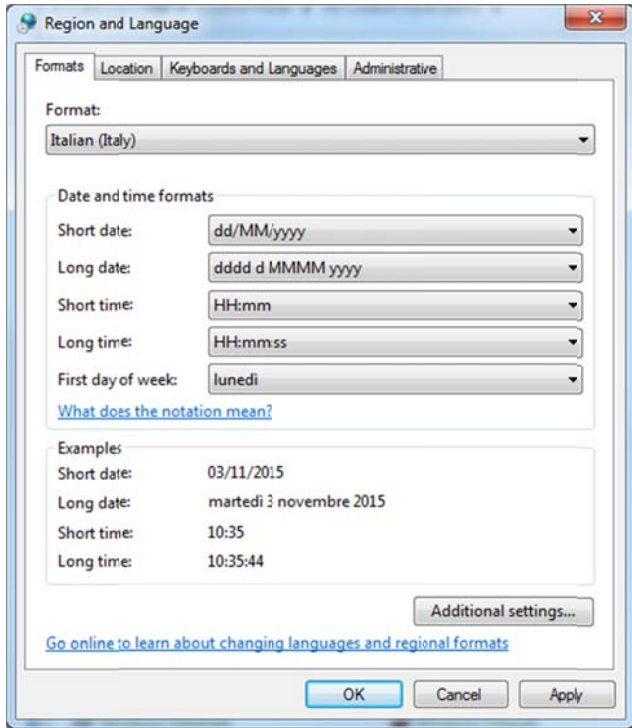 Region and Language
Formats Location Keyboards and Languages Administrative
Format:
Italian (Italy)
Date and time formats
Short date: dd/MM/yyyy
Long date: dddd d MMMM yyyy
Short time: HH:mm
Long time: HH:mm:ss
First day of week: lunedì
What does the notation mean?
Examples
Short date: 03/11/2015
Long date: martedì 3 novembre 2015
Short time: 10:35
Long time: 10:35:44
Additional settings...
Go online to learn about changing languages and regional formats
OK Cancel Apply